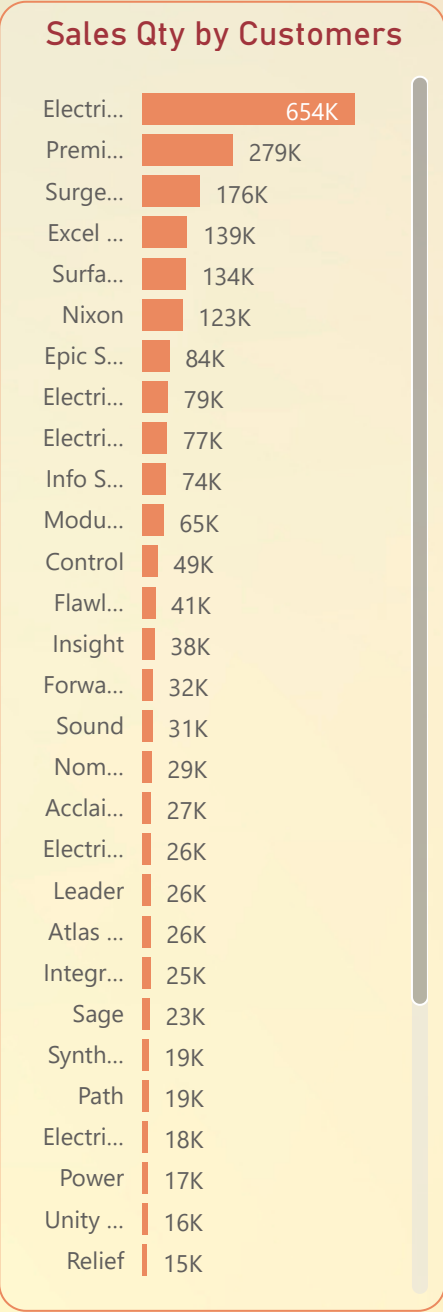 Sales Qty by Customers
Electri... 654K
Premi... 279K
Surge... 176K
Excel ... 139K
Surfa... 134K
Nixon 123K
Epic S... 84K
Electri... 79K
Electri... 77K
Info S... 74K
Modu... 65K
Control 49K
Flawl... 41K
Insight 38K
Forwa... 32K
Sound 31K
Nom... 29K
Acclai... 27K
Electri... 26K
Leader 26K
Atlas ... 26K
Integr... 25K
Sage 23K
Synth... 19K
Path 19K
Electri... 18K
Power 17K
Unity ... 16K
Relief 15K